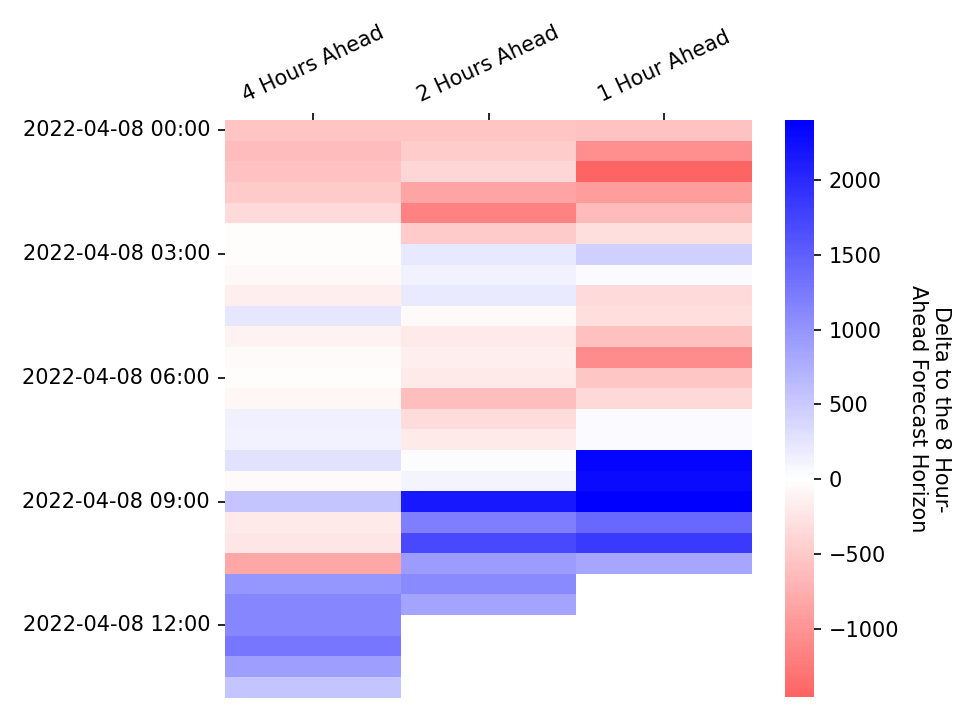 4 Hours Ahead
2 Hours Ahead
1 Hour Ahead
2022-04-08 00:00
2022-04-08 03:00
2022-04-08 06:00
2022-04-08 09:00
2022-04-08 12:00
2000
1500
1000
500
0
−500
−1000
Delta to the 8 Hour-
Ahead Forecast Horizon